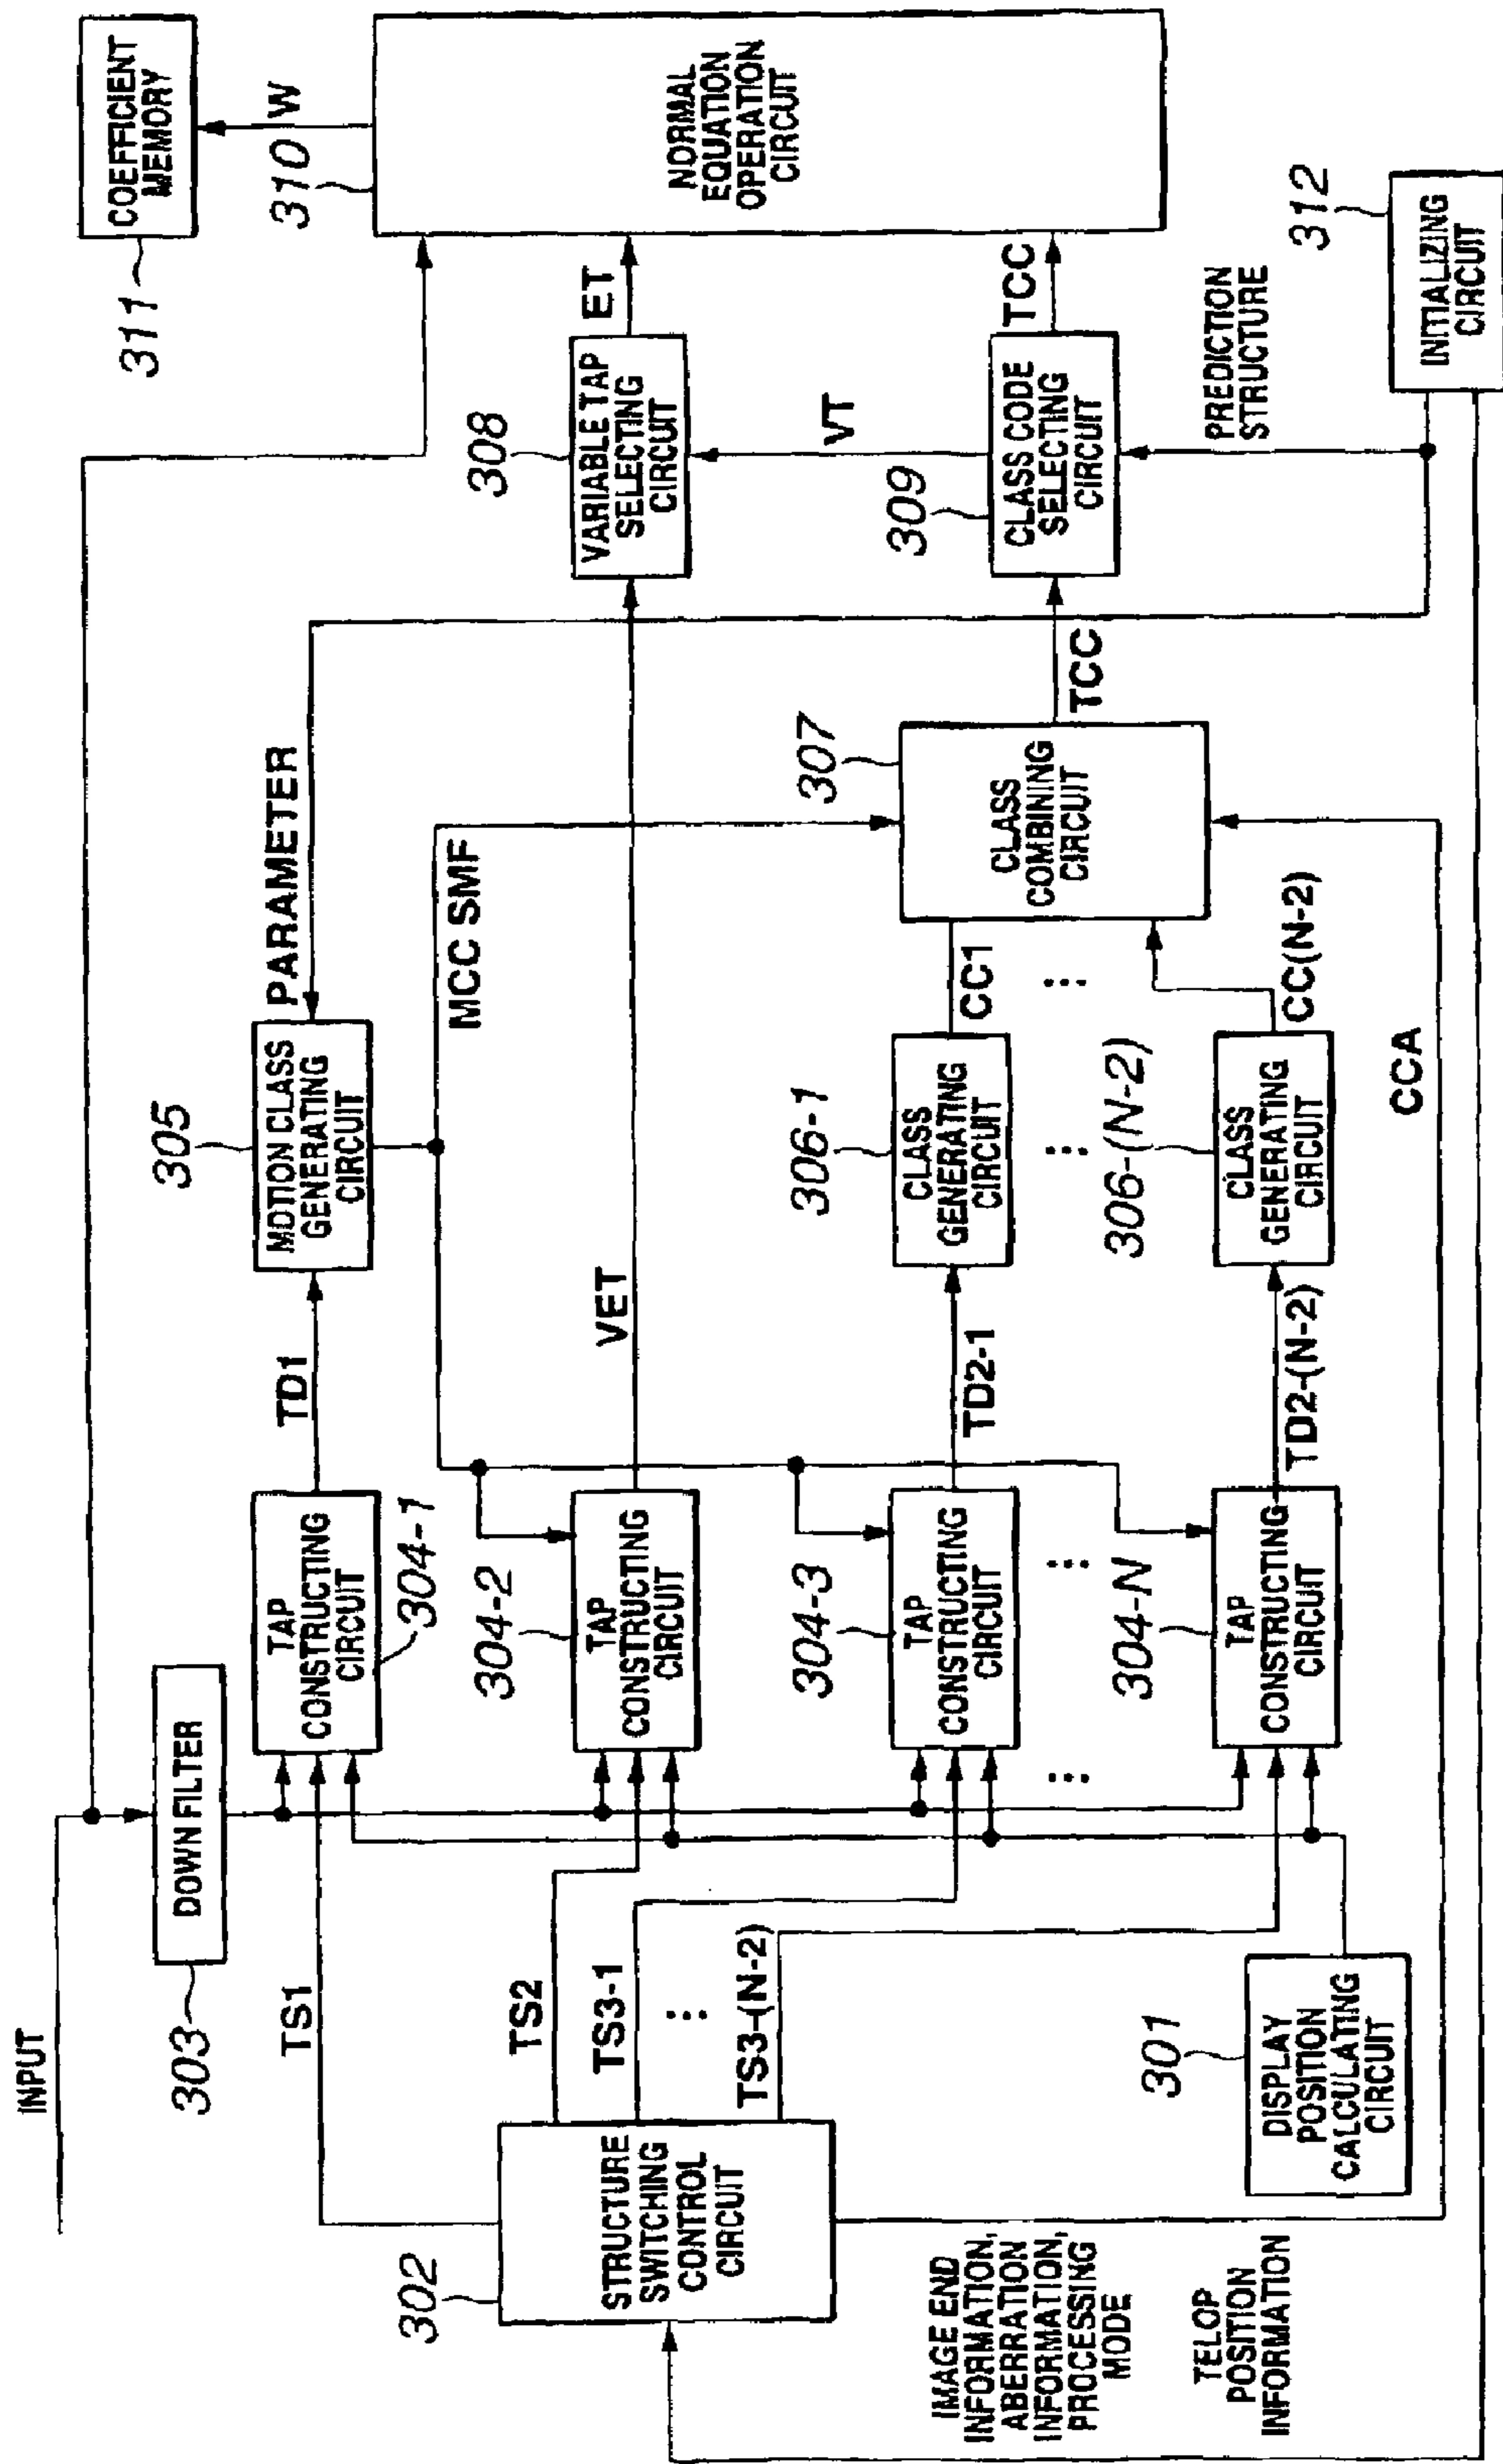 INPUT
303
DOWN FILTER
TS1
TS2
TS3-1
⋮
TS3-(N-2)
302
STRUCTURE
SWITCHING
CONTROL
CIRCUIT
301
DISPLAY
POSITION
CALCULATING
CIRCUIT
IMAGE END
INFORMATION,
ABERRATION
INFORMATION,
PROCESSING
MODE
TELOP
POSITION
INFORMATION
TAP
CONSTRUCTING
CIRCUIT
304-1
304-2
TAP
CONSTRUCTING
CIRCUIT
304-3
TAP
CONSTRUCTING
CIRCUIT
⋮
⋮
304-N
TAP
CONSTRUCTING
CIRCUIT
TD1
VET
TD2-1
TD2-(N-2)
305
MOTION CLASS
GENERATING
CIRCUIT
PARAMETER
MCC SMF
306-1
CLASS
GENERATING
CIRCUIT
⋮
306-(N-2)
CLASS
GENERATING
CIRCUIT
CC1
⋮
CC(N-2)
CCA
307
CLASS
COMBINING
CIRCUIT
TCC
308
VARIABLE TAP
SELECTING
CIRCUIT
ET
VT
309
CLASS CODE
SELECTING
CIRCUIT
TCC
PREDICTION
STRUCTURE
312
INITIALIZING
CIRCUIT
310
NORMAL
EQUATION
OPERATION
CIRCUIT
W
311
COEFFICIENT
MEMORY